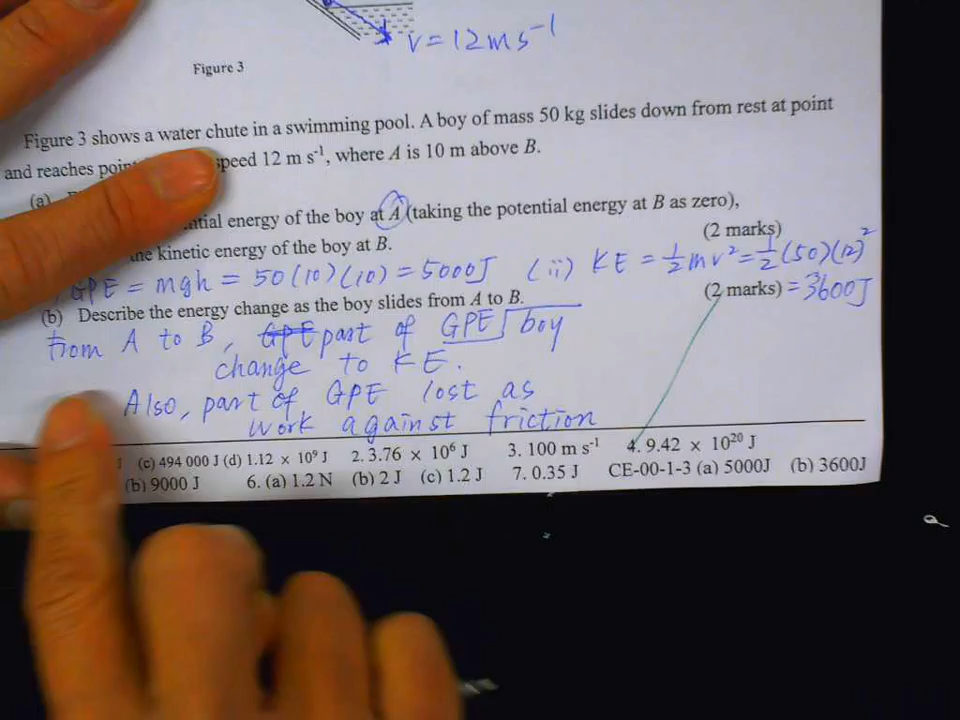 v = 12 m s⁻¹
Figure 3
Figure 3 shows a water chute in a swimming pool. A boy of mass 50 kg slides down from rest at point
and reaches speed 12 m s⁻¹, where A is 10 m above B.
(a)
energy of the boy at A (taking the potential energy at B as zero),
(2 marks)
the kinetic energy of the boy at B.
GPE = mgh = 50(10)(10) = 5000J (ii) KE = ½mv² = ½(50)(12)²
(2 marks) = 3600J
(b) Describe the energy change as the boy slides from A to B.
from A to B, GPE part of GPE boy
change to KE.
Also, part of GPE lost as
work against friction
J (c) 494 000 J (d) 1.12 × 10⁹ J 2. 3.76 × 10⁶ J 3. 100 m s⁻¹ 4. 9.42 × 10²⁰ J
(b) 9000 J 6. (a) 1.2 N (b) 2 J (c) 1.2 J 7. 0.35 J CE-00-1-3 (a) 5000J (b) 3600J